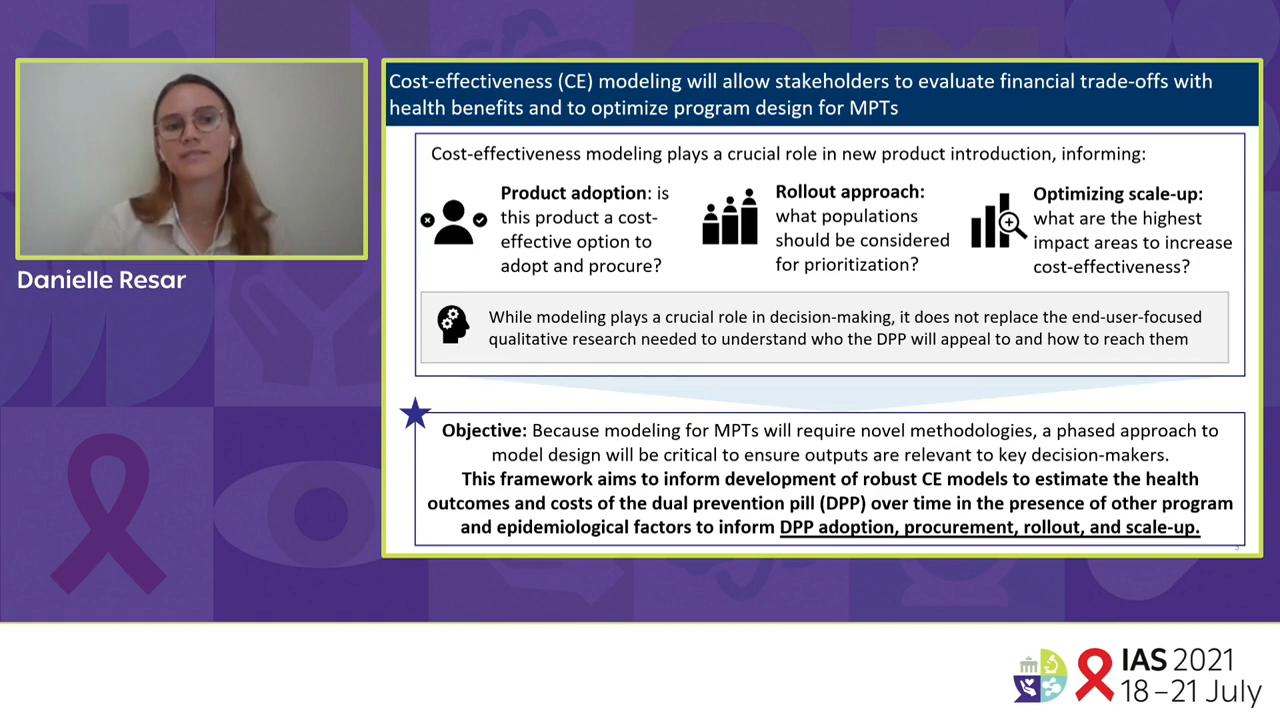 Cost-effectiveness (CE) modeling will allow stakeholders to evaluate financial trade-offs with
health benefits and to optimize program design for MPTs
Cost-effectiveness modeling plays a crucial role in new product introduction, informing:
Product adoption: is
this product a cost-
effective option to
adopt and procure?
Rollout approach:
what populations
should be considered
for prioritization?
Optimizing scale-up:
what are the highest
impact areas to increase
cost-effectiveness?
While modeling plays a crucial role in decision-making, it does not replace the end-user-focused
qualitative research needed to understand who the DPP will appeal to and how to reach them
Objective: Because modeling for MPTs will require novel methodologies, a phased approach to
model design will be critical to ensure outputs are relevant to key decision-makers.
This framework aims to inform development of robust CE models to estimate the health
outcomes and costs of the dual prevention pill (DPP) over time in the presence of other program
and epidemiological factors to inform DPP adoption, procurement, rollout, and scale-up.
Danielle Resar
IAS 2021
18–21 July